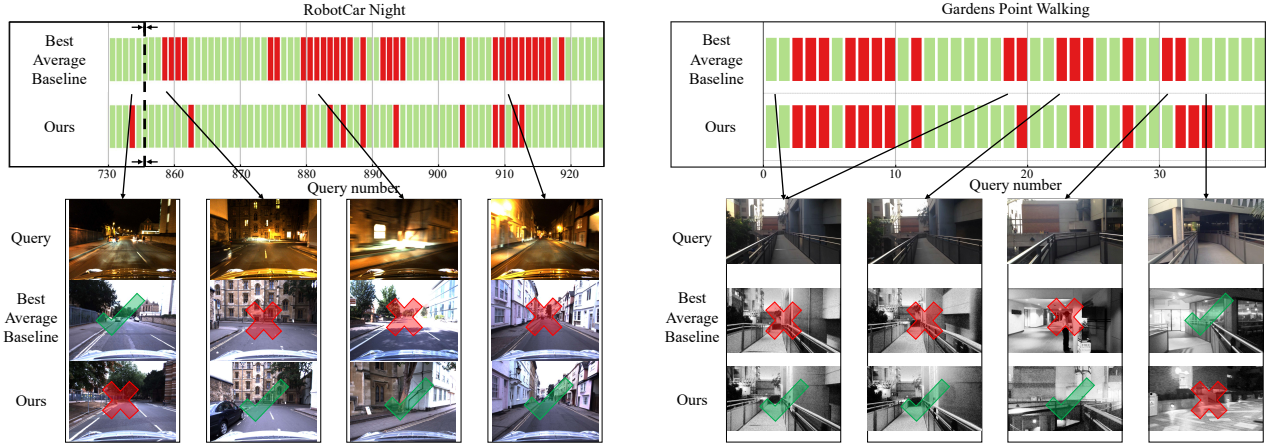 RobotCar Night
Best
Average
Baseline
Ours
730 860 870 880 890 900 910 920
Query number
Query
Best
Average
Baseline
Ours
Gardens Point Walking
Best
Average
Baseline
Ours
0 10 20 30
Query number
Query
Best
Average
Baseline
Ours